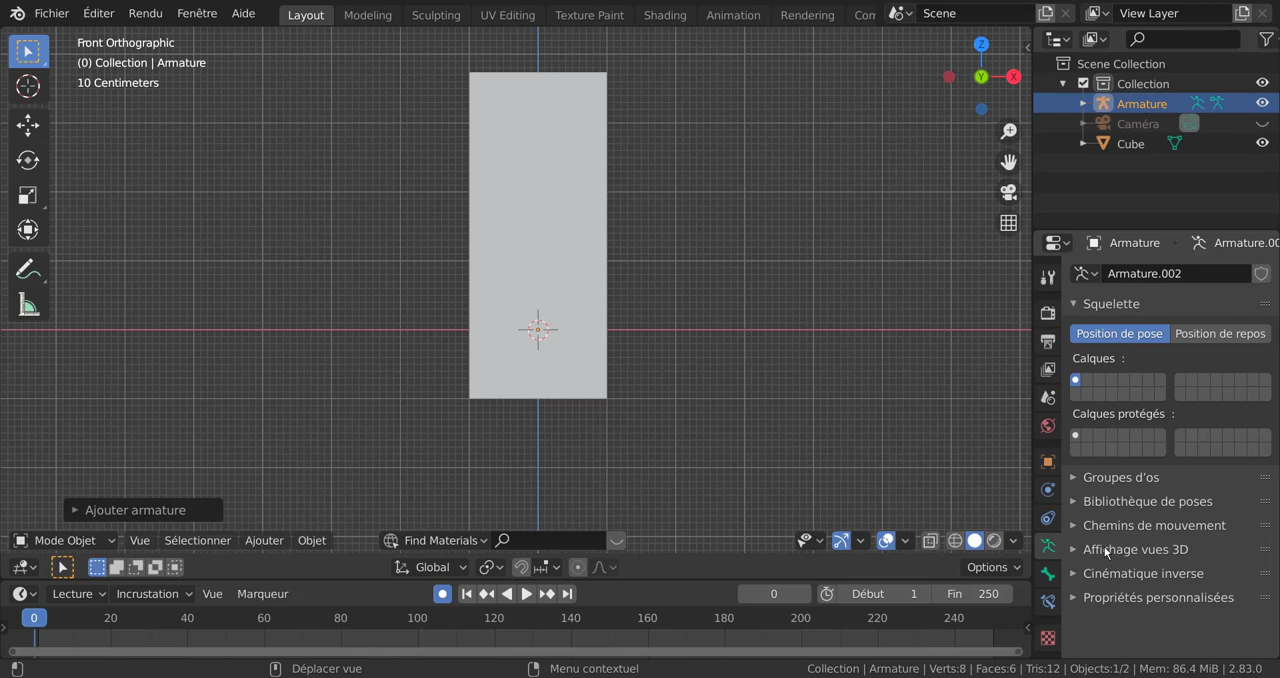 Fichier Éditer Rendu Fenêtre Aide Layout Modeling Sculpting UV Editing Texture Paint Shading Animation Rendering Com Scene View Layer
Front Orthographic
(0) Collection | Armature
10 Centimeters
Z
Y
X
Scene Collection
Collection
Armature
Caméra
Cube
Armature Armature.00
Armature.002
Squelette
Position de pose Position de repos
Calques :
Calques protégés :
Groupes d'os
Bibliothèque de poses
Chemins de mouvement
Affichage vues 3D
Cinématique inverse
Propriétés personnalisées
Ajouter armature
Mode Objet Vue Sélectionner Ajouter Objet Find Materials
Global Options
Lecture Incrustation Vue Marqueur 0 Début 1 Fin 250
0 20 40 60 80 100 120 140 160 180 200 220 240
Déplacer vue Menu contextuel Collection | Armature | Verts:8 | Faces:6 | Tris:12 | Objects:1/2 | Mem: 86.4 MiB | 2.83.0